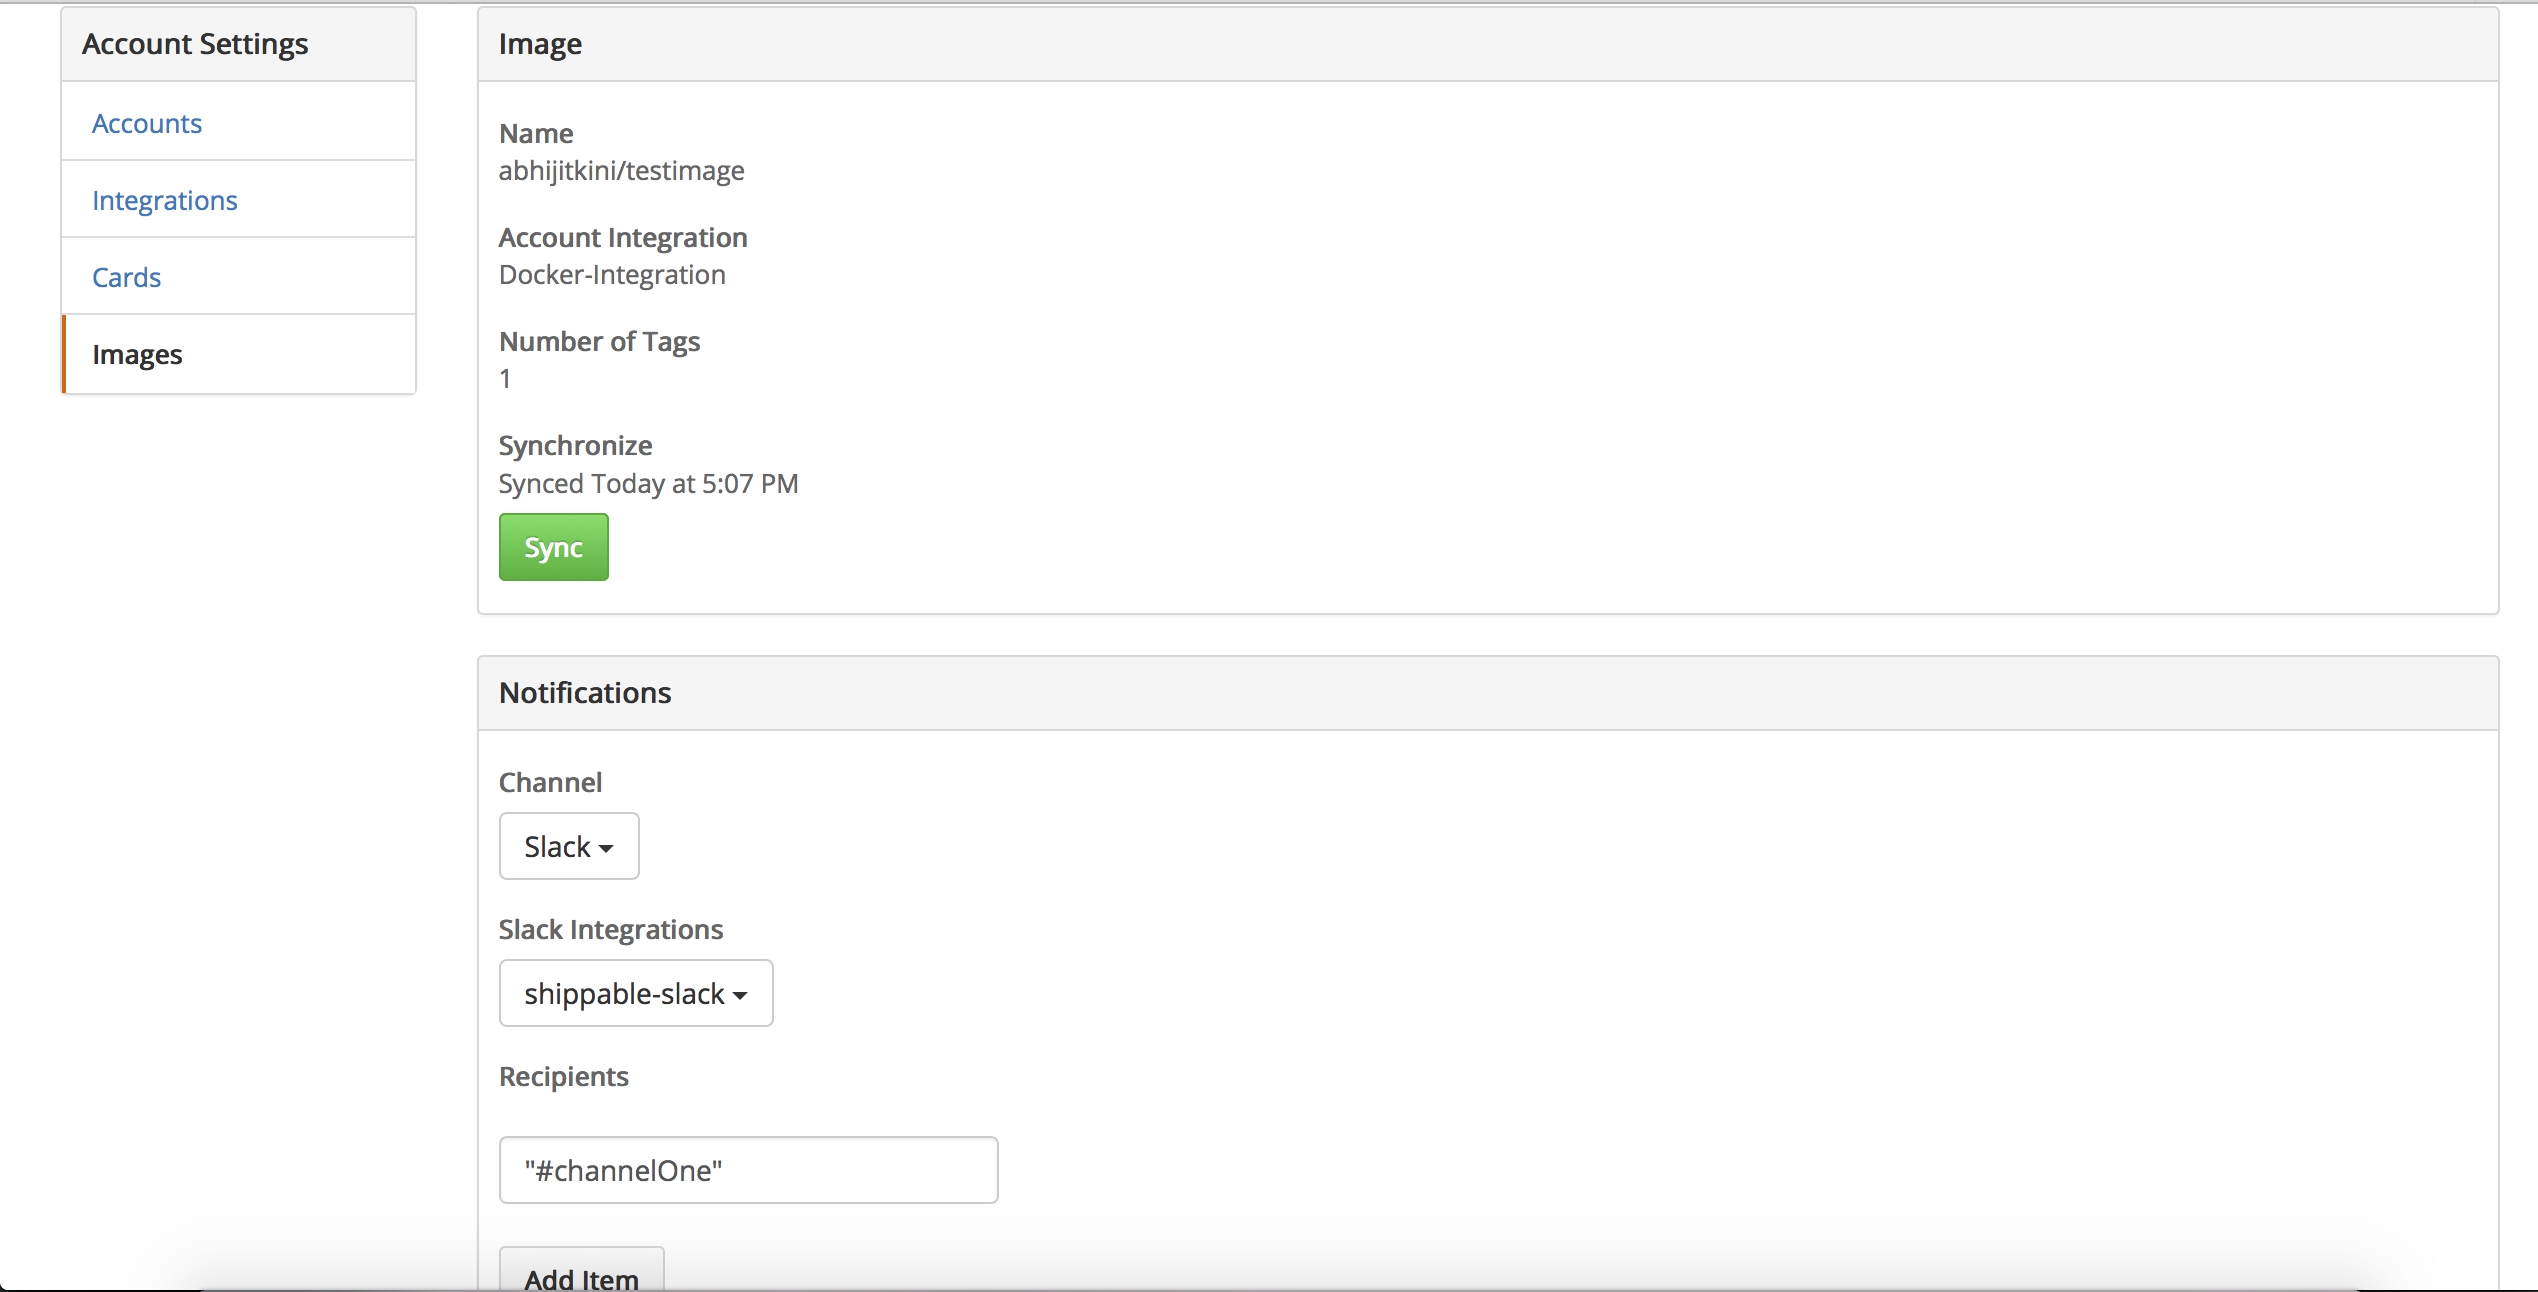 Account Settings
Accounts
Integrations
Cards
Images
Image
Name
abhijitkini/testimage
Account Integration
Docker-Integration
Number of Tags
1
Synchronize
Synced Today at 5:07 PM
Sync
Notifications
Channel
Slack
Slack Integrations
shippable-slack
Recipients
"#channelOne"
Add Item